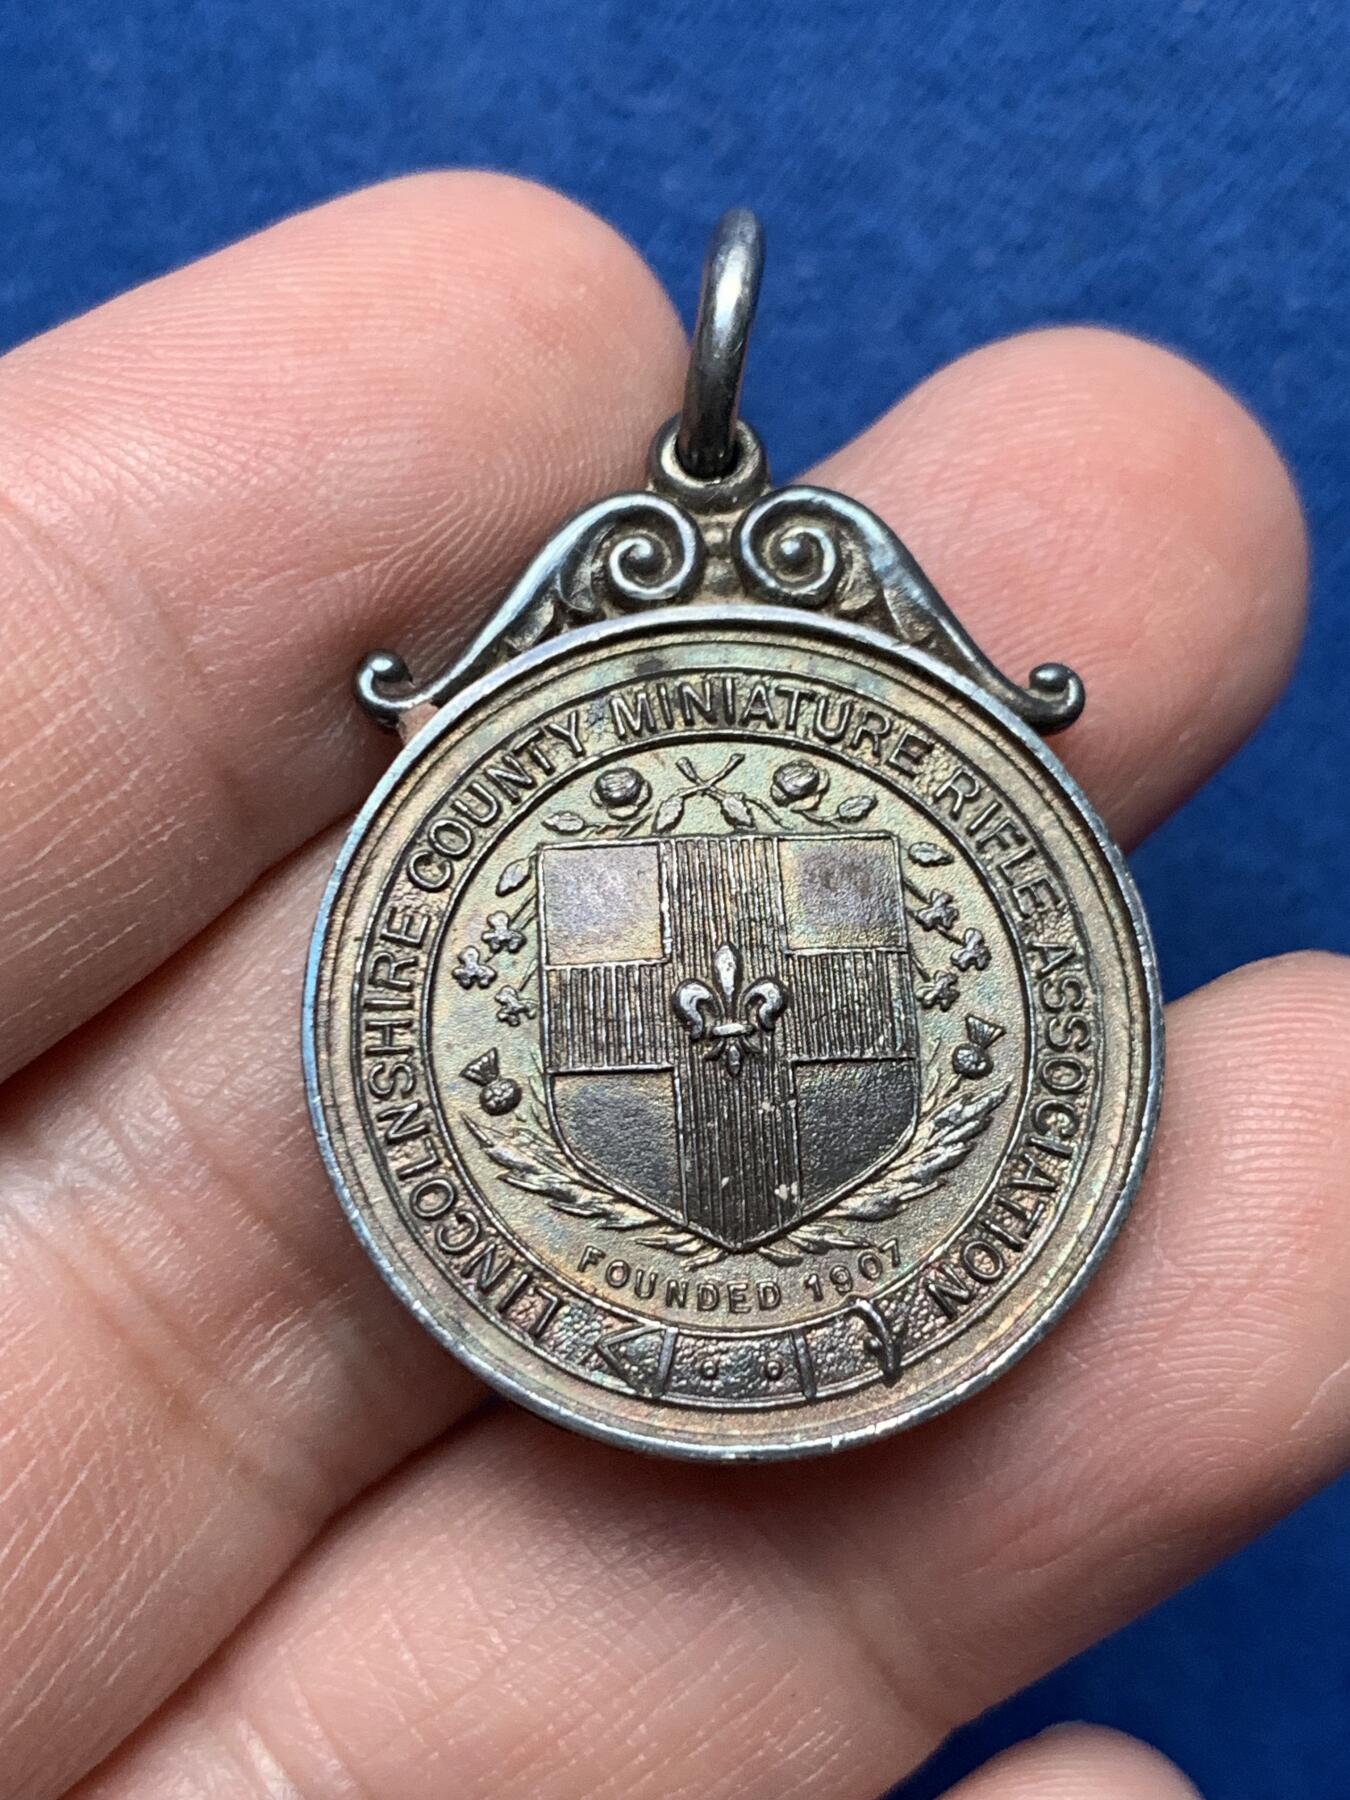 LINCOLNSHIRE COUNTY MINIATURE RIFLE ASSOCIATION
FOUNDED 1907